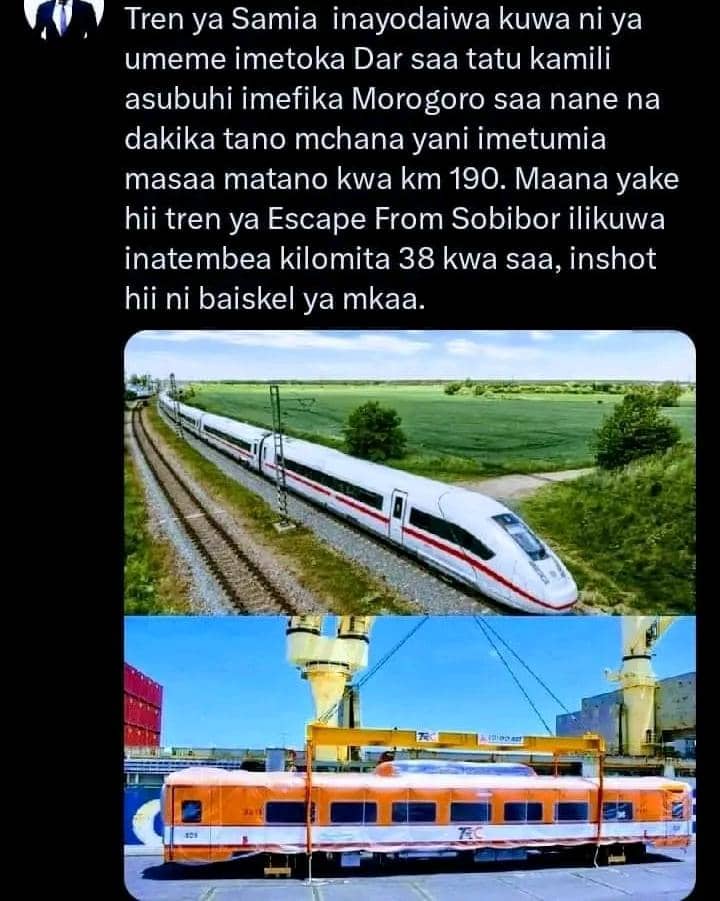 Tren ya Samia inayodaiwa kuwa ni ya
umeme imetoka Dar saa tatu kamili
asubuhi imefika Morogoro saa nane na
dakika tano mchana yani imetumia
masaa matano kwa km 190. Maana yake
hii tren ya Escape From Sobibor ilikuwa
inatembea kilomita 38 kwa saa, inshot
hii ni baiskel ya mkaa.
TRC
TRC